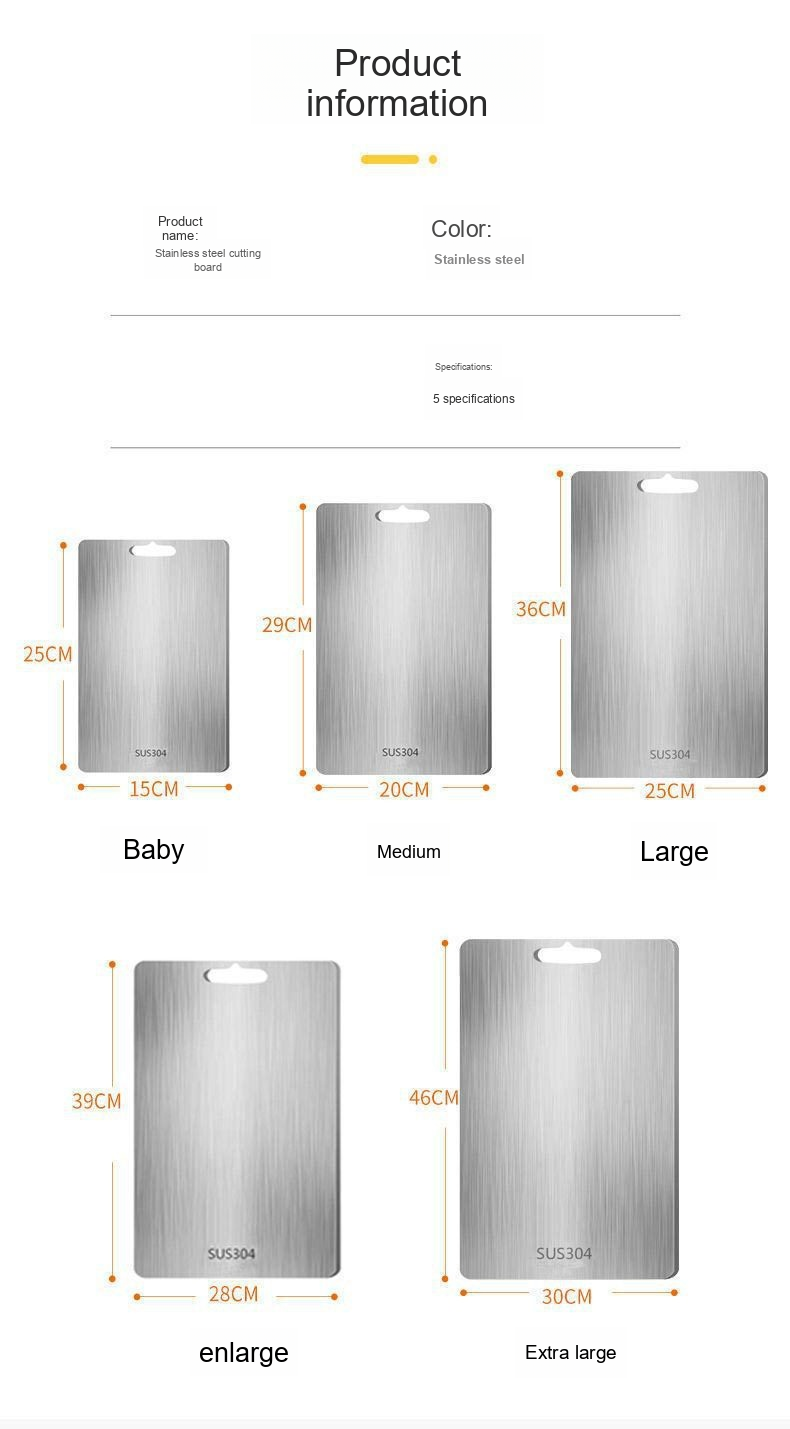 Product
information
Product
name:
Stainless steel cutting
board
Color:
Stainless steel
Specifications:
5 specifications
25CM
SUS304
15CM
Baby
29CM
SUS304
20CM
Medium
36CM
SUS304
25CM
Large
39CM
SUS304
28CM
enlarge
46CM
SUS304
30CM
Extra large